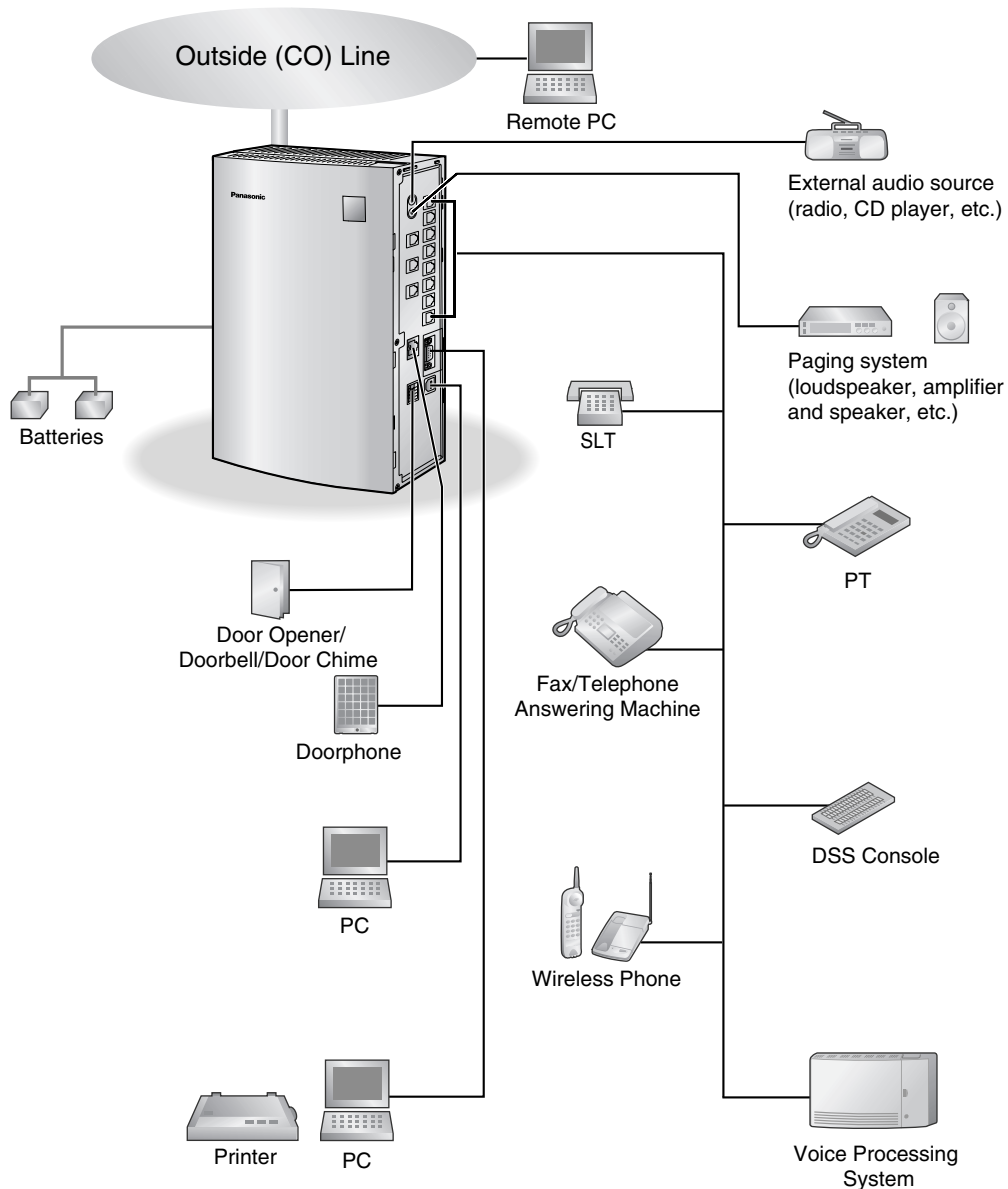 Outside (CO) Line
Remote PC
External audio source
(radio, CD player, etc.)
Panasonic
Paging system
(loudspeaker, amplifier
and speaker, etc.)
Batteries
SLT
PT
Door Opener/
Doorbell/Door Chime
Fax/Telephone
Answering Machine
Doorphone
DSS Console
PC
Wireless Phone
Printer
PC
Voice Processing
System